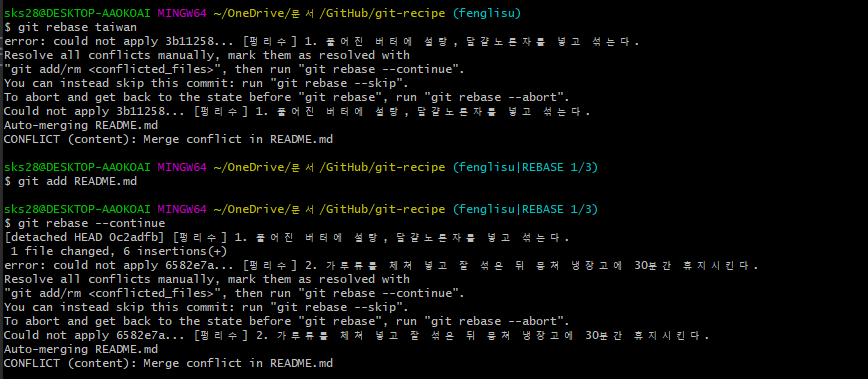 sks28@DESKTOP-AAOKOAI MINGW64 ~/OneDrive/문서/GitHub/git-recipe (fenglisu)
$ git rebase taiwan
error: could not apply 3b11258... [펑리수] 1. 풀어진 버터에 설탕, 달걀노른자를 넣고 섞는다.
Resolve all conflicts manually, mark them as resolved with
"git add/rm <conflicted_files>", then run "git rebase --continue".
You can instead skip this commit: run "git rebase --skip".
To abort and get back to the state before "git rebase", run "git rebase --abort".
Could not apply 3b11258... [펑리수] 1. 풀어진 버터에 설탕, 달걀노른자를 넣고 섞는다.
Auto-merging README.md
CONFLICT (content): Merge conflict in README.md
sks28@DESKTOP-AAOKOAI MINGW64 ~/OneDrive/문서/GitHub/git-recipe (fenglisu|REBASE 1/3)
$ git add README.md
sks28@DESKTOP-AAOKOAI MINGW64 ~/OneDrive/문서/GitHub/git-recipe (fenglisu|REBASE 1/3)
$ git rebase --continue
[detached HEAD 0c2adfb] [펑리수] 1. 풀어진 버터에 설탕, 달걀노른자를 넣고 섞는다.
 1 file changed, 6 insertions(+)
error: could not apply 6582e7a... [펑리수] 2. 가루류를 체쳐 넣고 잘 섞은 뒤 뭉쳐 냉장고에 30분간 휴지시킨다.
Resolve all conflicts manually, mark them as resolved with
"git add/rm <conflicted_files>", then run "git rebase --continue".
You can instead skip this commit: run "git rebase --skip".
To abort and get back to the state before "git rebase", run "git rebase --abort".
Could not apply 6582e7a... [펑리수] 2. 가루류를 체쳐 넣고 잘 섞은 뒤 뭉쳐 냉장고에 30분간 휴지시킨다.
Auto-merging README.md
CONFLICT (content): Merge conflict in README.md